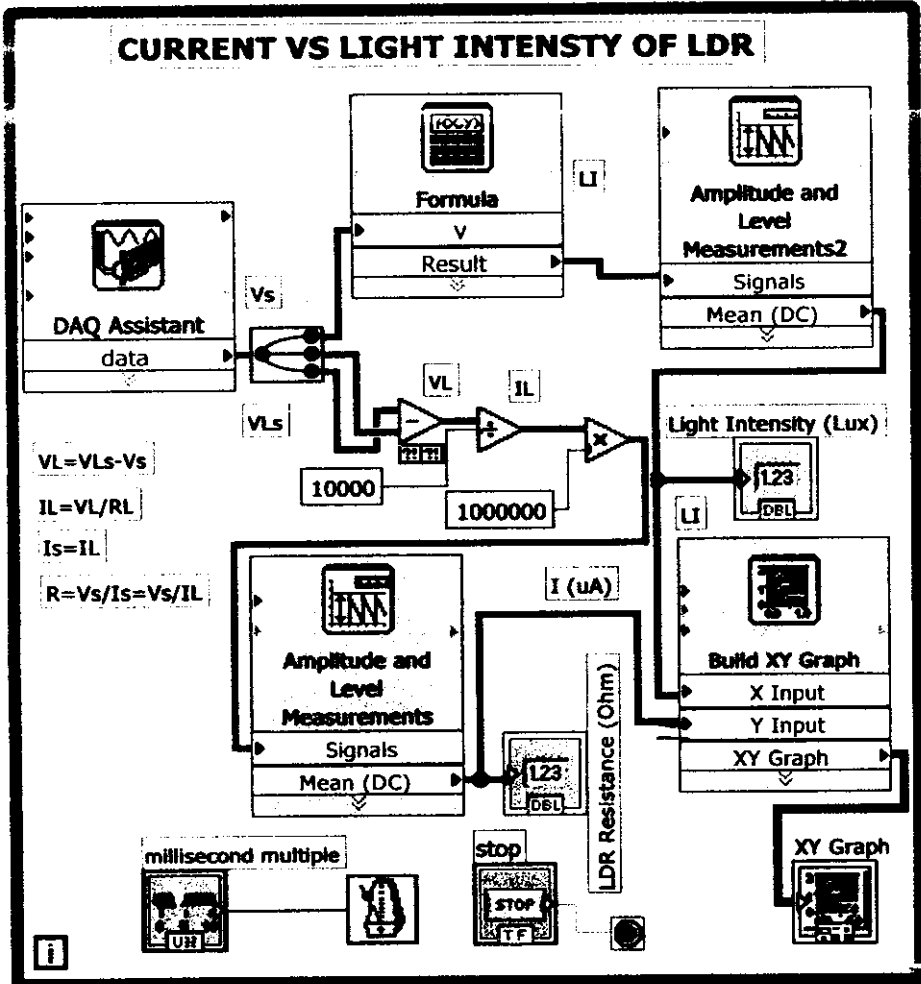 CURRENT VS LIGHT INTENSTY OF LDR
Formula
v
Result
LI
Amplitude and
Level
Measurements2
Signals
Mean (DC)
DAQ Assistant
data
Vs
VLs
VL
IL
10000
1000000
Light Intensity (Lux)
1.23
DBL
LI
VL=VLs-Vs
IL=VL/RL
Is=IL
R=Vs/Is=Vs/IL
Amplitude and
Level
Measurements
Signals
Mean (DC)
I (uA)
1.23
DBL
LDR Resistance (Ohm)
Build XY Graph
X Input
Y Input
XY Graph
millisecond multiple
stop
STOP
TF
XY Graph
i